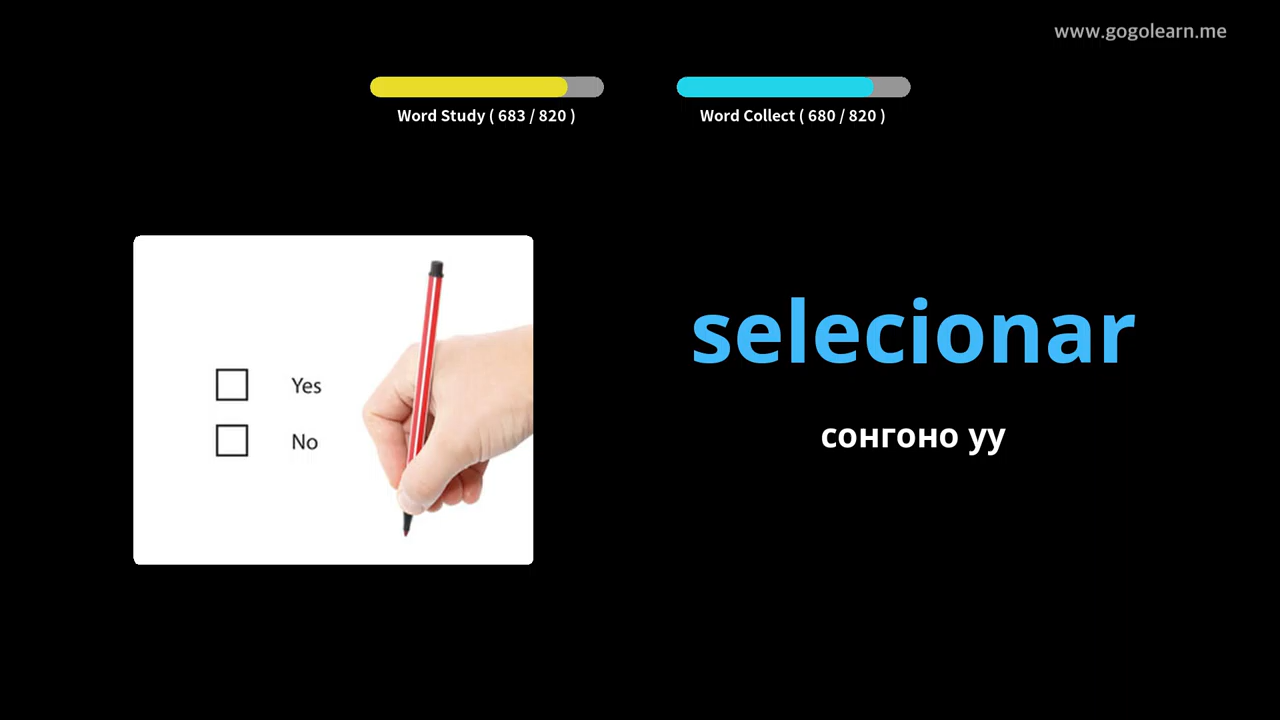 www.gogolearn.me
Word Study ( 683 / 820 )
Word Collect ( 680 / 820 )
Yes
No
selecionar
сонгоно уу